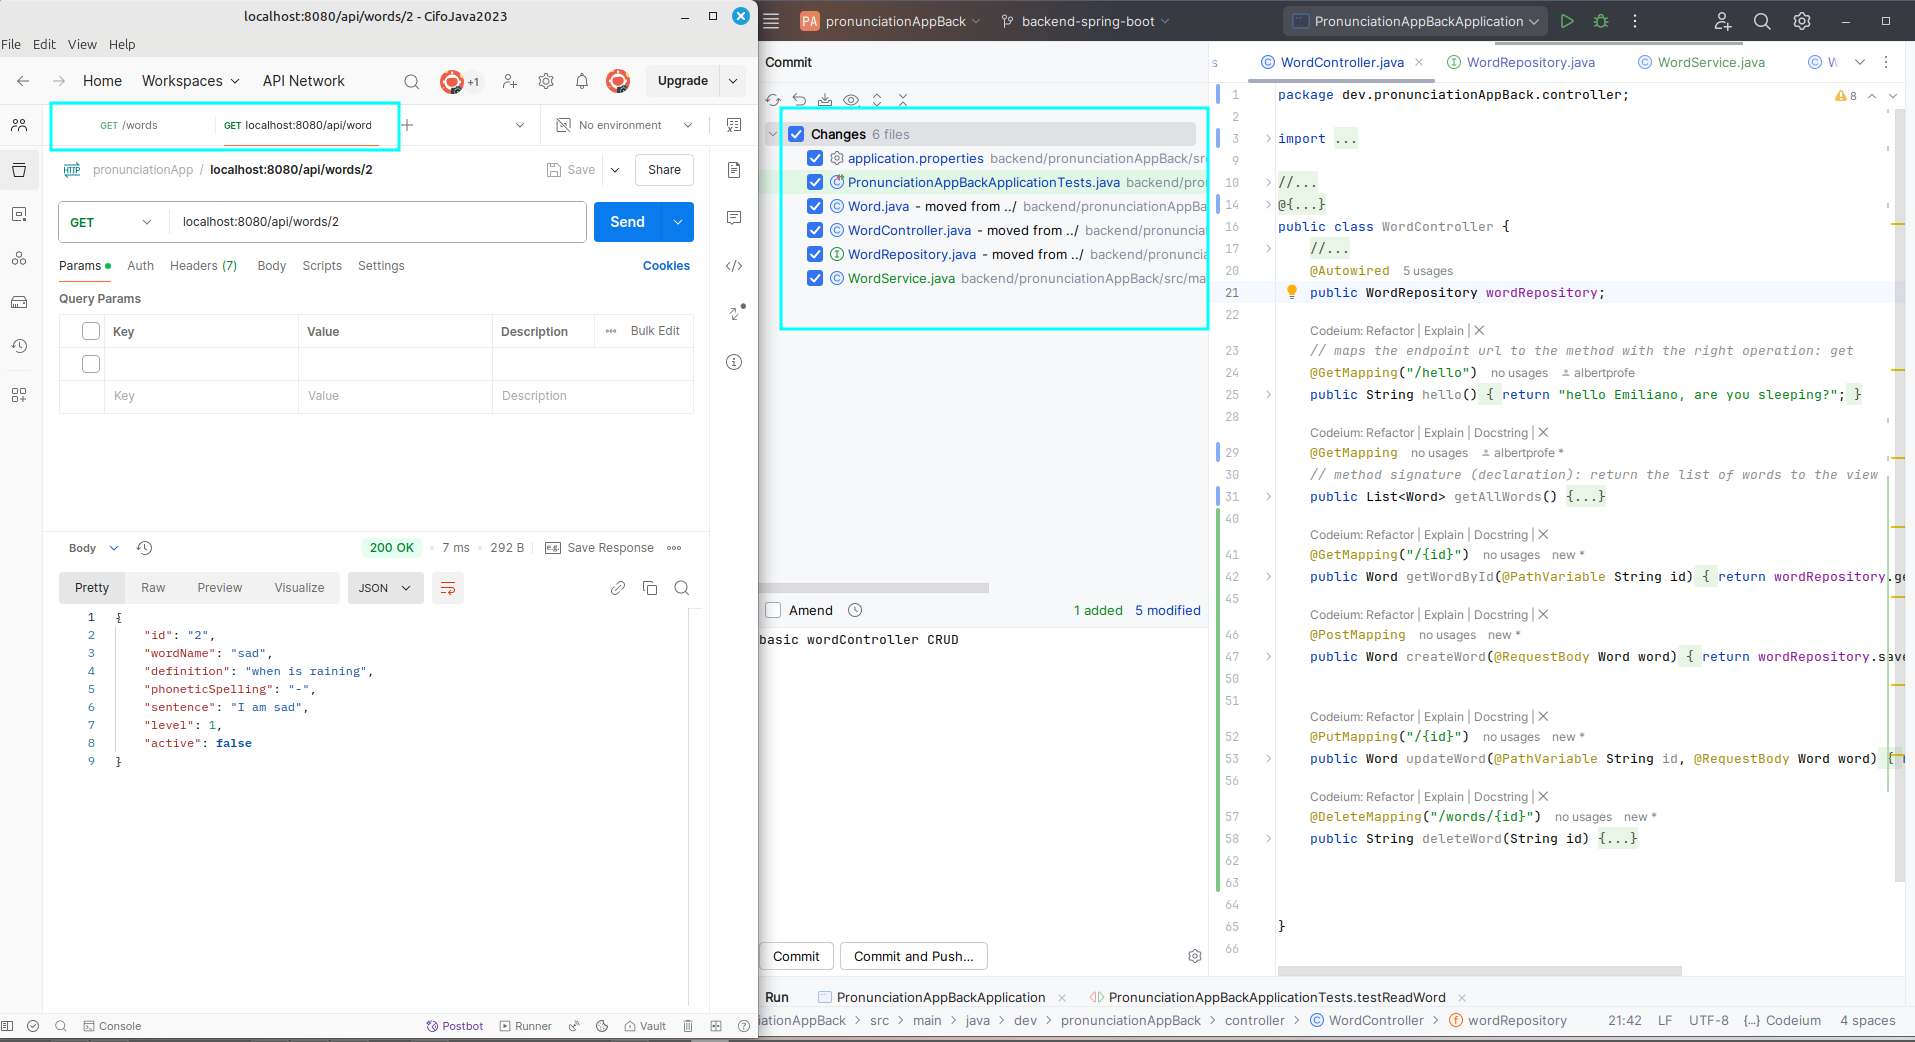 localhost:8080/api/words/2 - CifoJava2023
File Edit View Help
Home Workspaces API Network +1 Upgrade
GET /words GET localhost:8080/api/word No environment
HTTP pronunciationApp / localhost:8080/api/words/2 Save Share
GET localhost:8080/api/words/2 Send
Params Auth Headers (7) Body Scripts Settings Cookies
Query Params
Key Value Description Bulk Edit
Key Value Description
Body 200 OK 7 ms 292 B e.g. Save Response
Pretty Raw Preview Visualize JSON
1 {
2 "id": "2",
3 "wordName": "sad",
4 "definition": "when is raining",
5 "phoneticSpelling": "-",
6 "sentence": "I am sad",
7 "level": 1,
8 "active": false
9 }
Console Postbot Runner Vault
PA pronunciationAppBack backend-spring-boot PronunciationAppBackApplication
Commit
Changes 6 files
application.properties backend/pronunciationAppBack/sr
PronunciationAppBackApplicationTests.java backend/pro
Word.java - moved from ../ backend/pronunciationAppBa
WordController.java - moved from ../ backend/pronunciat
WordRepository.java - moved from ../ backend/pronuncia
WordService.java backend/pronunciationAppBack/src/ma
Amend 1 added 5 modified
basic wordController CRUD
Commit Commit and Push...
s WordController.java WordRepository.java WordService.java W
1 package dev.pronunciationAppBack.controller; 8
2
3 import ...
9
10 //...
14 @{...}
16 public class WordController {
17 //...
20 @Autowired 5 usages
21 public WordRepository wordRepository;
22
Codeium: Refactor | Explain |
23 // maps the endpoint url to the method with the right operation: get
24 @GetMapping("/hello") no usages albertprofe
25 public String hello() { return "hello Emiliano, are you sleeping?"; }
28
Codeium: Refactor | Explain | Docstring |
29 @GetMapping no usages albertprofe *
30 // method signature (declaration): return the list of words to the view
31 public List<Word> getAllWords() {...}
40
Codeium: Refactor | Explain | Docstring |
41 @GetMapping("/{id}") no usages new *
42 public Word getWordById(@PathVariable String id) { return wordRepository.ge
45
Codeium: Refactor | Explain | Docstring |
46 @PostMapping no usages new *
47 public Word createWord(@RequestBody Word word) { return wordRepository.save
50
51
Codeium: Refactor | Explain | Docstring |
52 @PutMapping("/{id}") no usages new *
53 public Word updateWord(@PathVariable String id, @RequestBody Word word) {
56
Codeium: Refactor | Explain | Docstring |
57 @DeleteMapping("/words/{id}") no usages new *
58 public String deleteWord(String id) {...}
62
63
64
65 }
66
Run PronunciationAppBackApplication PronunciationAppBackApplicationTests.testReadWord
iationAppBack > src > main > java > dev > pronunciationAppBack > controller > WordController > wordRepository 21:42 LF UTF-8 {...} Codeium 4 spaces